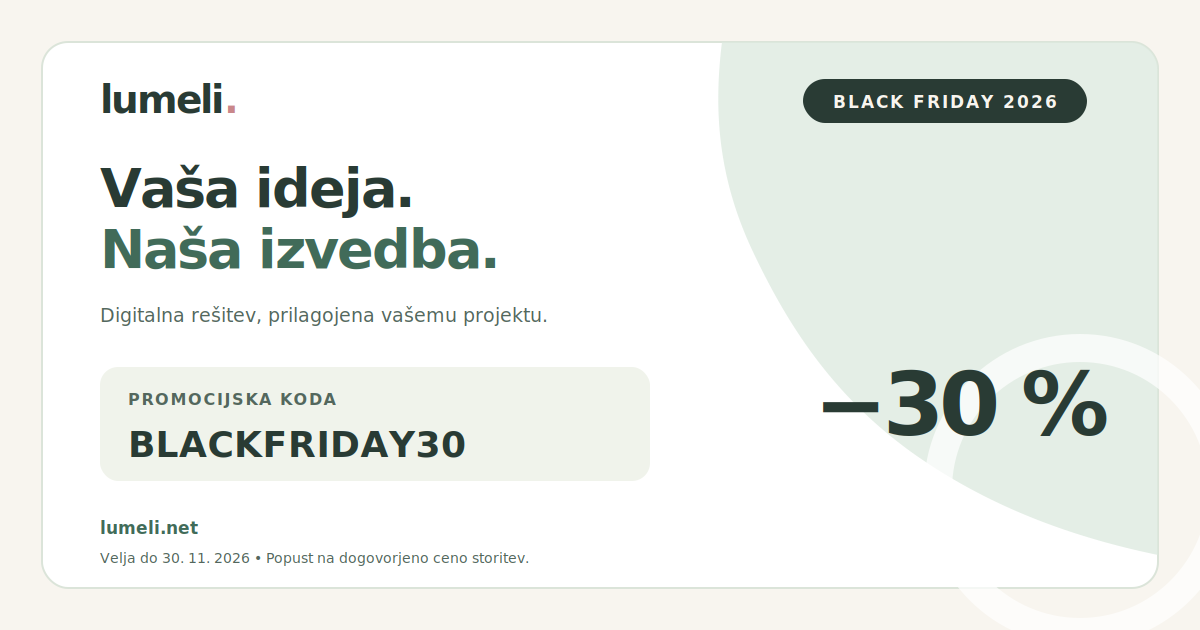 lumeli.
BLACK FRIDAY 2026
Vaša ideja.
Naša izvedba.
Digitalna rešitev, prilagojena vašemu projektu.
PROMOCIJSKA KODA
BLACKFRIDAY30
−30 %
lumeli.net
Velja do 30. 11. 2026 • Popust na dogovorjeno ceno storitev.